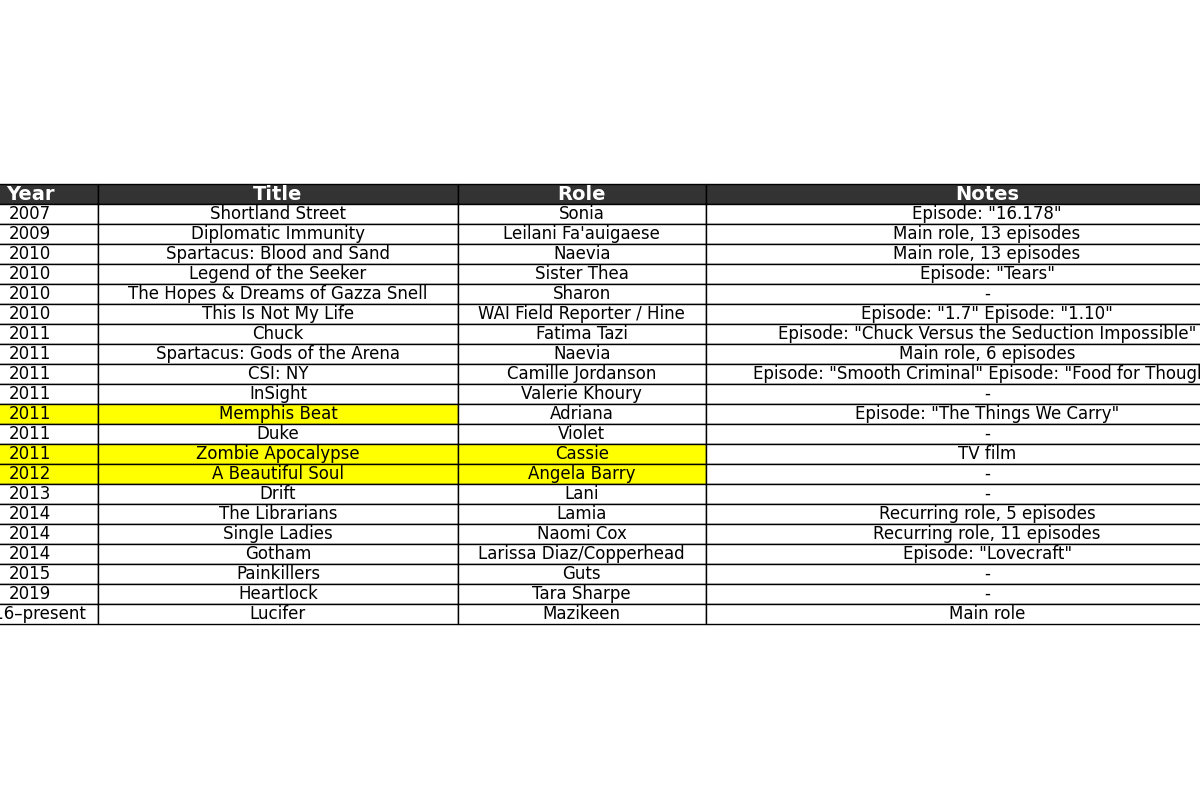 Year Title Role Notes
2007 Shortland Street Sonia Episode: "16.178"
2009 Diplomatic Immunity Leilani Fa'auigaese Main role, 13 episodes
2010 Spartacus: Blood and Sand Naevia Main role, 13 episodes
2010 Legend of the Seeker Sister Thea Episode: "Tears"
2010 The Hopes & Dreams of Gazza Snell Sharon -
2010 This Is Not My Life WAI Field Reporter / Hine Episode: "1.7" Episode: "1.10"
2011 Chuck Fatima Tazi Episode: "Chuck Versus the Seduction Impossible"
2011 Spartacus: Gods of the Arena Naevia Main role, 6 episodes
2011 CSI: NY Camille Jordanson Episode: "Smooth Criminal" Episode: "Food for
2011 InSight Valerie Khoury -
2011 Memphis Beat Adriana Episode: "The Things We Carry"
2011 Duke Violet -
2011 Zombie Apocalypse Cassie TV film
2012 A Beautiful Soul Angela Barry -
2013 Drift Lani -
2014 The Librarians Lamia Recurring role, 5 episodes
2014 Single Ladies Naomi Cox Recurring role, 11 episodes
2014 Gotham Larissa Diaz/Copperhead Episode: "Lovecraft"
2015 Painkillers Guts -
2019 Heartlock Tara Sharpe -
6–present Lucifer Mazikeen Main role